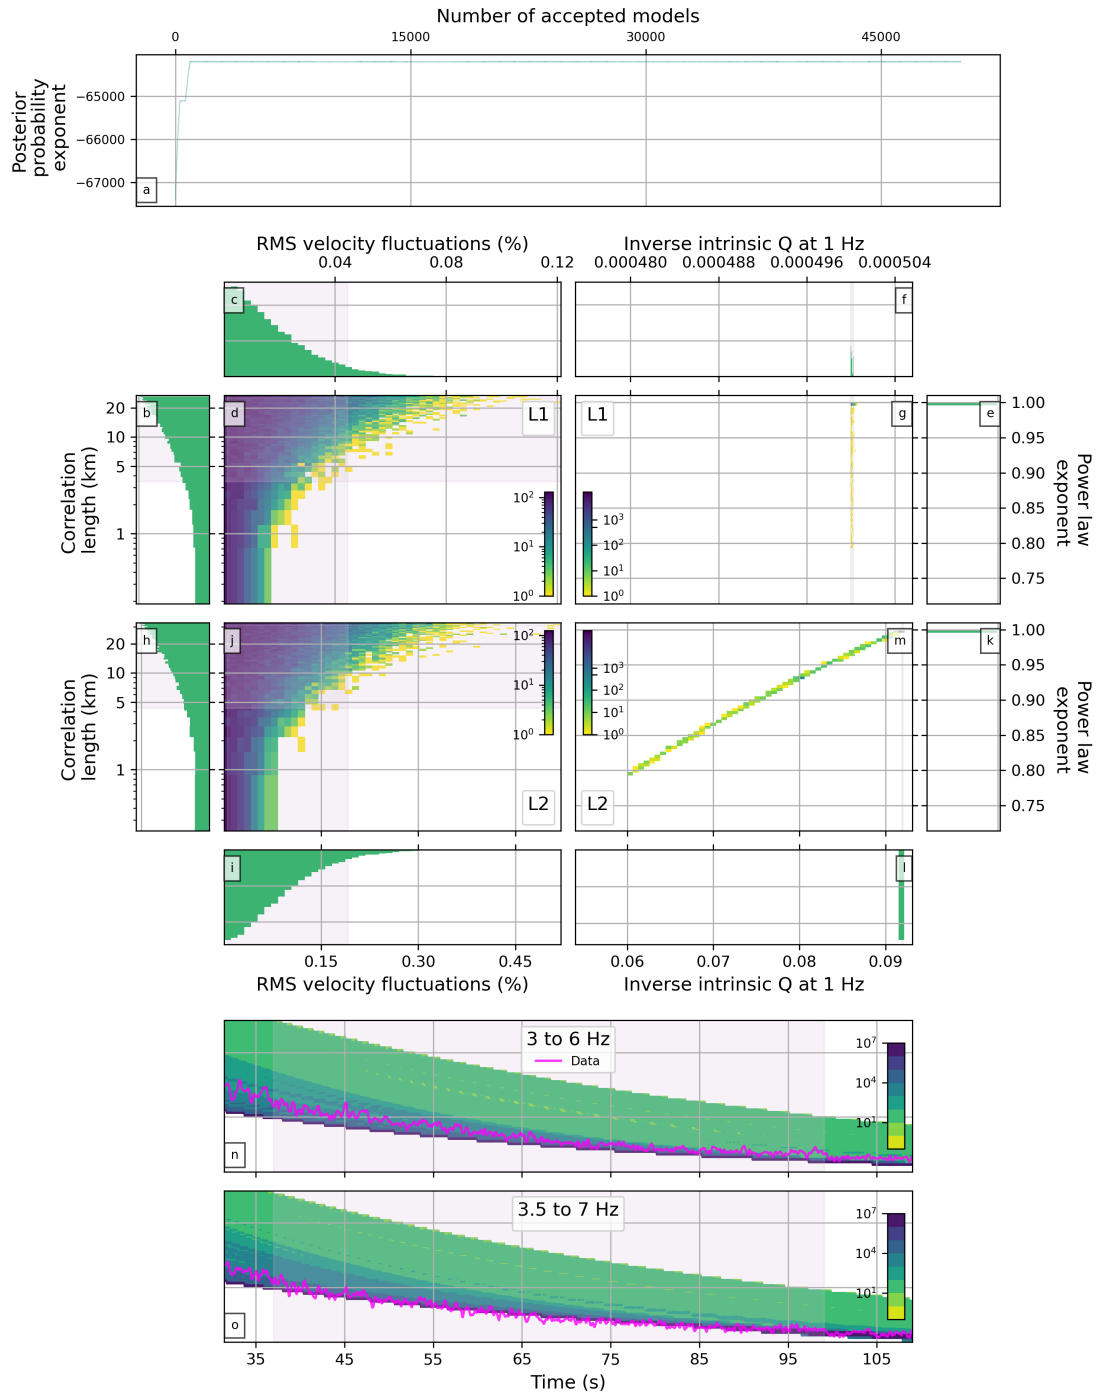 Number of accepted models
0 15000 30000 45000
Posterior
probability
exponent
−65000
−66000
−67000
a
RMS velocity fluctuations (%)
0.04 0.08 0.12
Inverse intrinsic Q at 1 Hz
0.000480 0.000488 0.000496 0.000504
c
f
b
d
L1
L1
g
e
Correlation
length (km)
20
10
5
1
10²
10¹
10⁰
10³
10²
10¹
10⁰
1.00
0.95
0.90
0.85
0.80
0.75
Power law
exponent
h
j
m
k
Correlation
length (km)
20
10
5
1
10²
10¹
10⁰
L2
10³
10²
10¹
10⁰
L2
1.00
0.95
0.90
0.85
0.80
0.75
Power law
exponent
i
l
0.15 0.30 0.45
RMS velocity fluctuations (%)
0.06 0.07 0.08 0.09
Inverse intrinsic Q at 1 Hz
3 to 6 Hz
Data
10⁷
10⁴
10¹
n
3.5 to 7 Hz
10⁷
10⁴
10¹
o
35 45 55 65 75 85 95 105
Time (s)